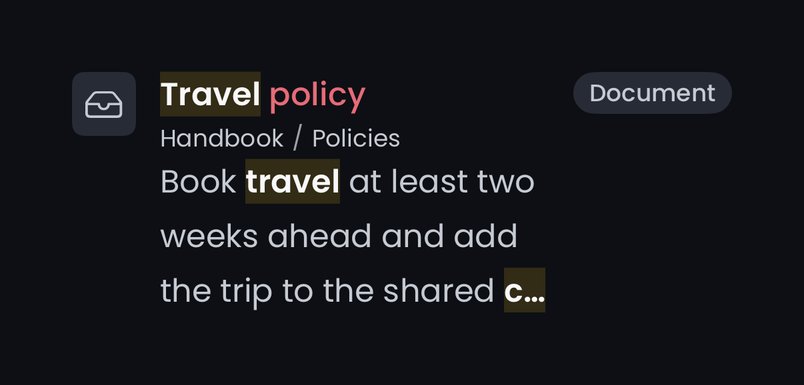 Travel policy
Document
Handbook / Policies
Book travel at least two
weeks ahead and add
the trip to the shared c…